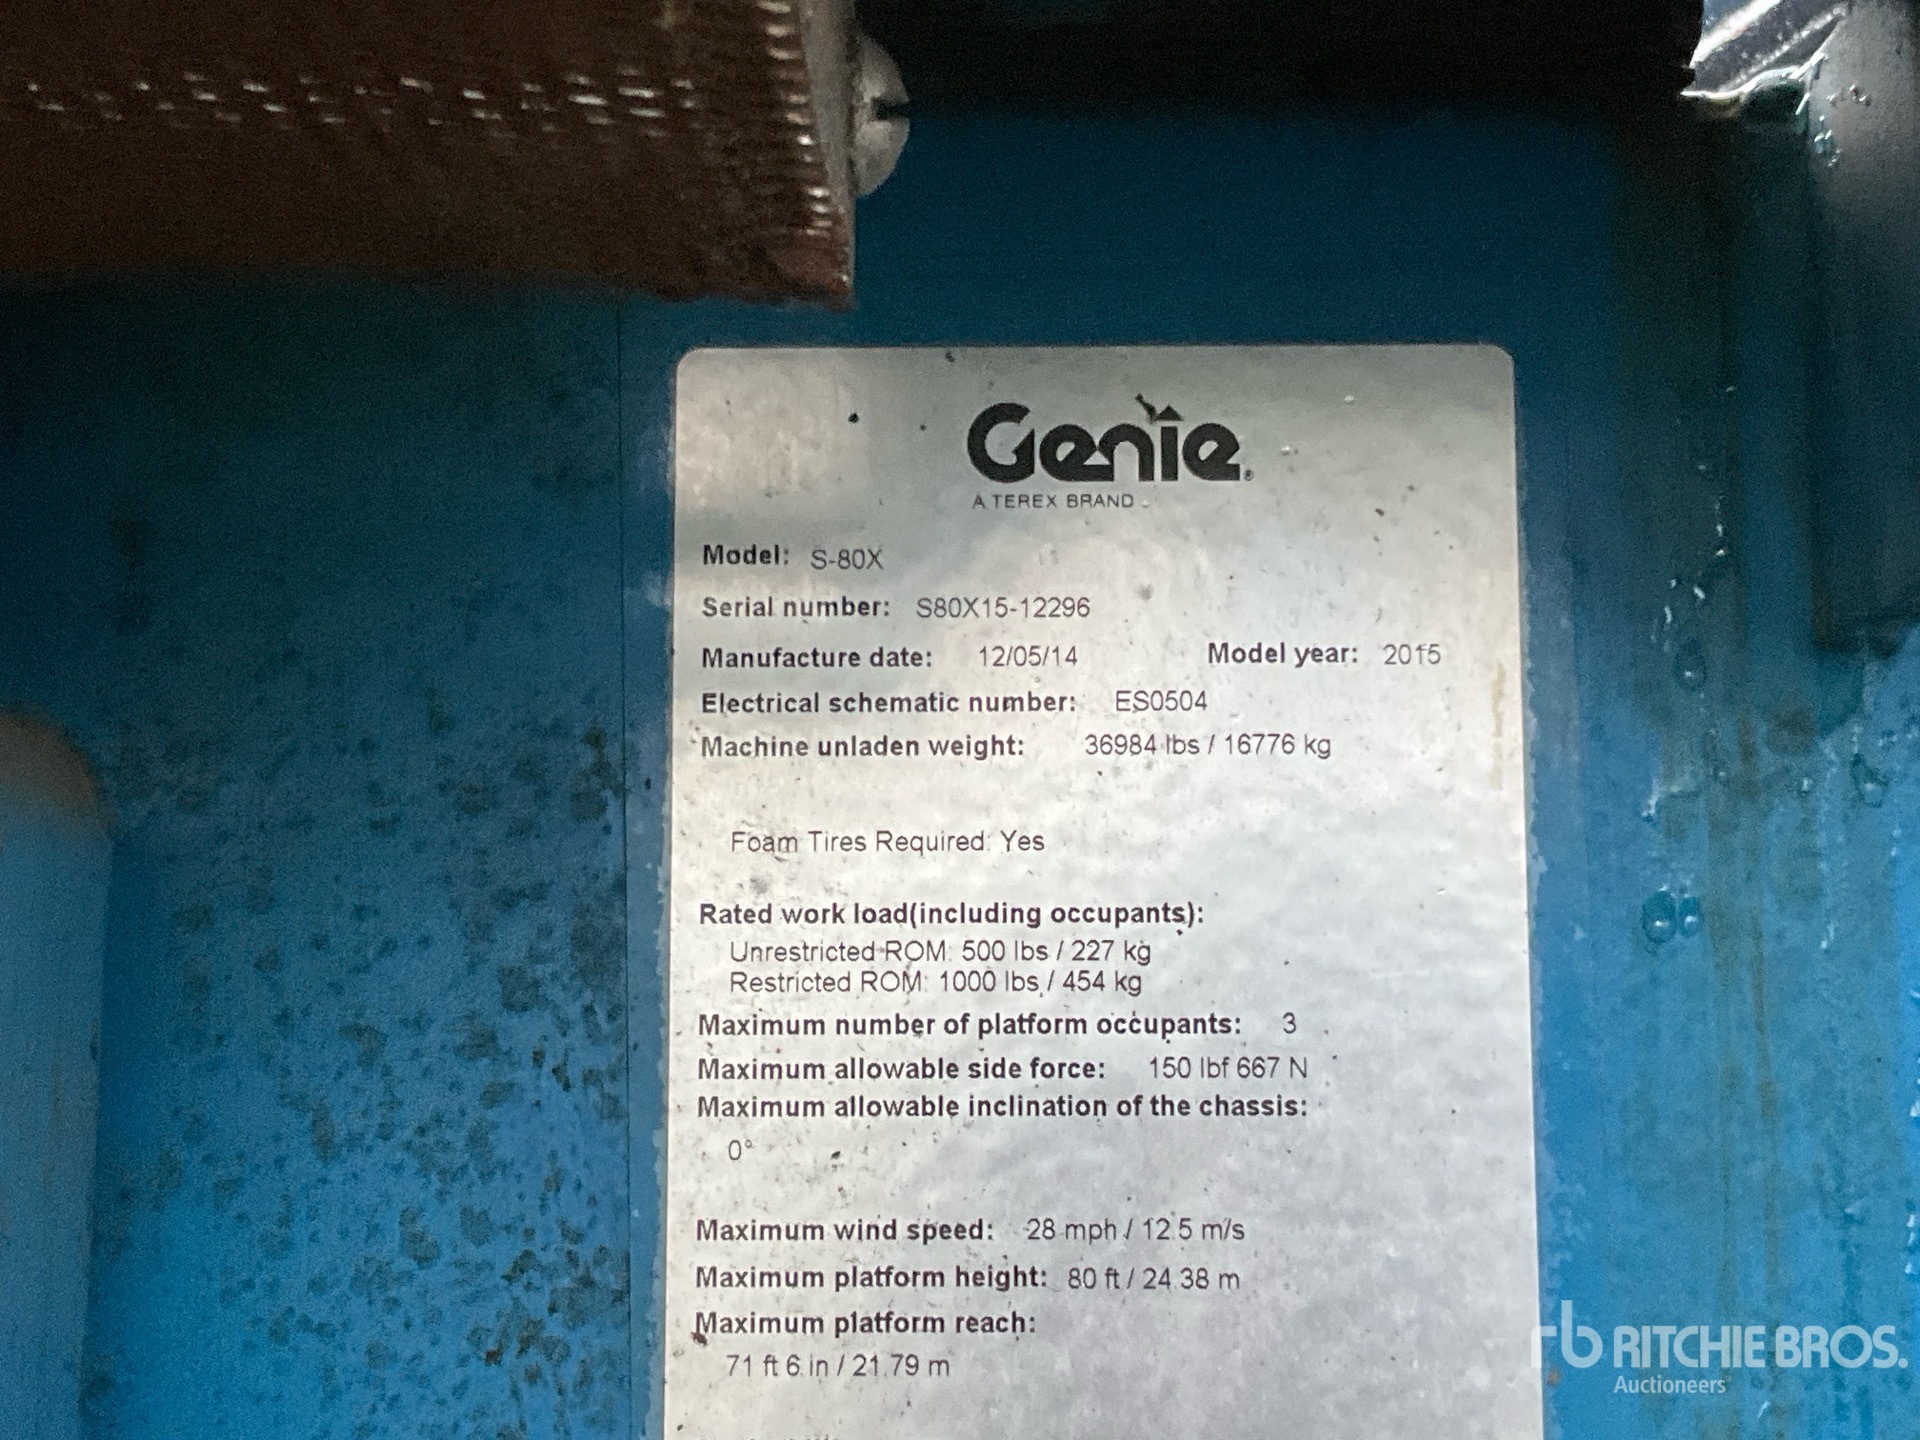 Genie
A TEREX BRAND
Model: S-80X
Serial number: S80X15-12296
Manufacture date: 12/05/14 Model year: 2015
Electrical schematic number: ES0504
Machine unladen weight: 36984 lbs / 16776 kg
Foam Tires Required: Yes
Rated work load(including occupants):
Unrestricted ROM: 500 lbs / 227 kg
Restricted ROM: 1000 lbs / 454 kg
Maximum number of platform occupants: 3
Maximum allowable side force: 150 lbf 667 N
Maximum allowable inclination of the chassis:
0°
Maximum wind speed: 28 mph / 12.5 m/s
Maximum platform height: 80 ft / 24.38 m
Maximum platform reach:
71 ft 6 in / 21.79 m
rb RITCHIE BROS.
Auctioneers